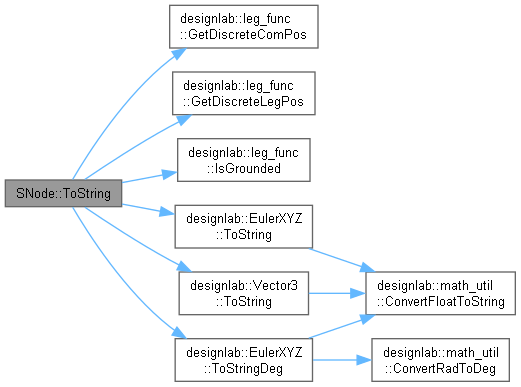 designlab::leg_func
::GetDiscreteComPos
designlab::leg_func
::GetDiscreteLegPos
designlab::leg_func
::IsGrounded
SNode::ToString
designlab::EulerXYZ
::ToString
designlab::Vector3
::ToString
designlab::math_util
::ConvertFloatToString
designlab::EulerXYZ
::ToStringDeg
designlab::math_util
::ConvertRadToDeg